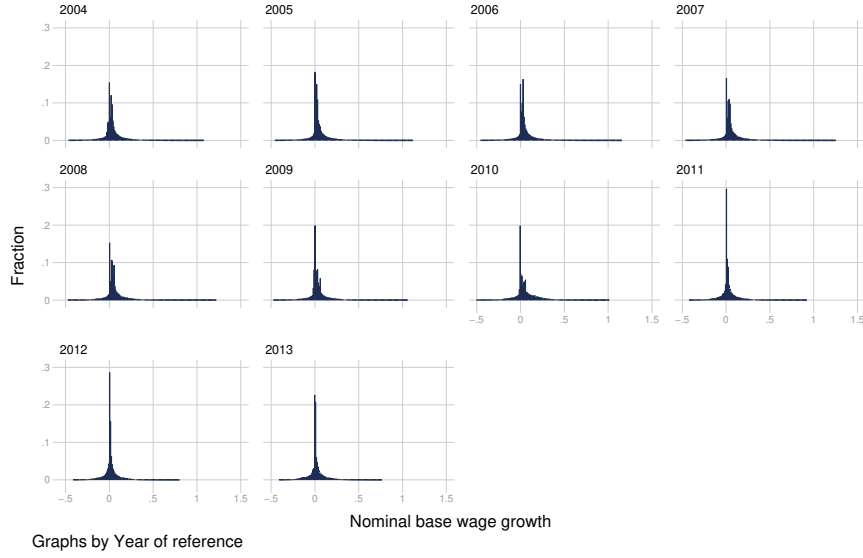 2004 2005 2006 2007
.3
.2
.1
0
2008 2009 2010 2011
.3
.2
.1
0
−.5 0 .5 1 1.5 −.5 0 .5 1 1.5
2012 2013
.3
.2
.1
0
−.5 0 .5 1 1.5 −.5 0 .5 1 1.5
Fraction
Nominal base wage growth
Graphs by Year of reference